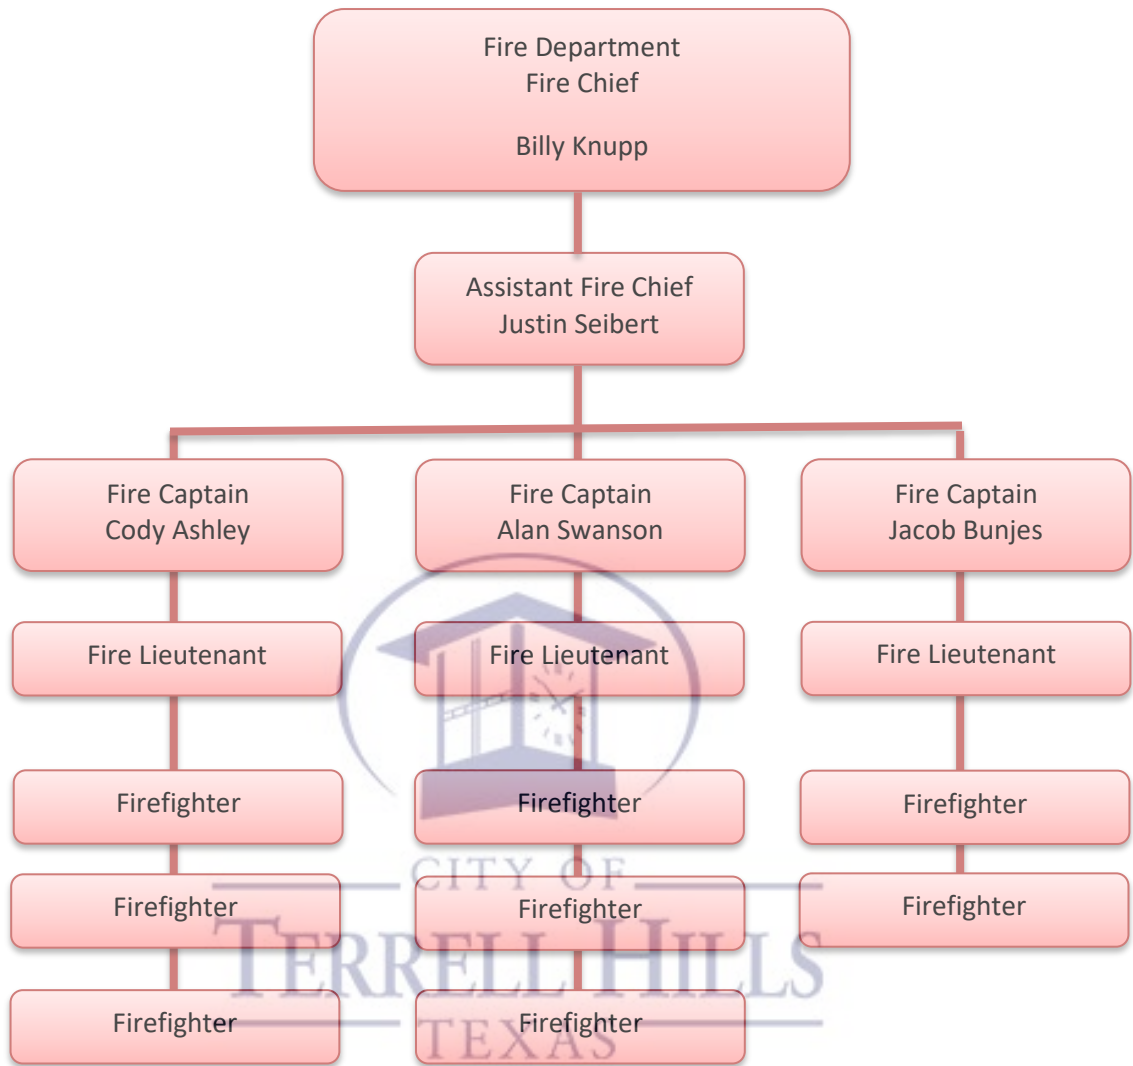 Fire Department
Fire Chief
Billy Knupp
Assistant Fire Chief
Justin Seibert
Fire Captain
Cody Ashley
Fire Captain
Alan Swanson
Fire Captain
Jacob Bunjes
Fire Lieutenant
Fire Lieutenant
Fire Lieutenant
Firefighter
Firefighter
Firefighter
Firefighter
Firefighter
Firefighter
Firefighter
Firefighter
CITY OF
TERRELL HILLS
TEXAS